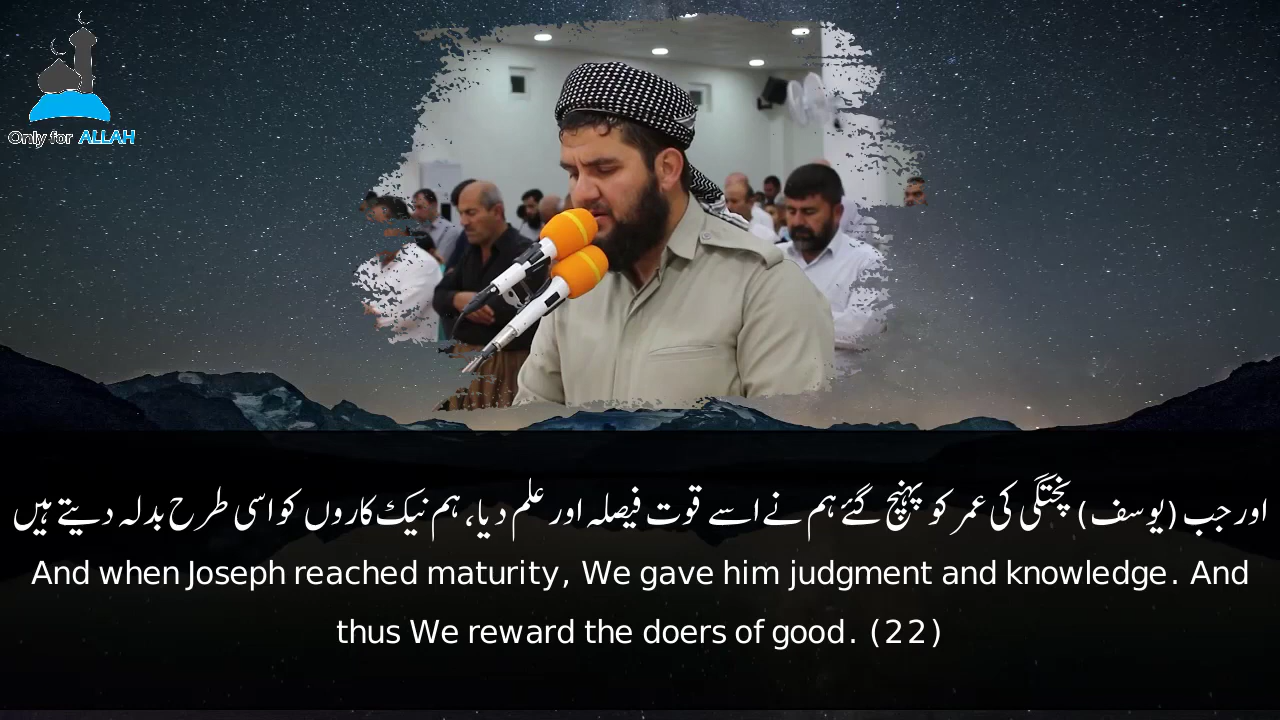 Only for ALLAH
اور جب (یوسف) پختگی کی عمر کو پہنچ گئے ہم نے اسے قوت فیصلہ اور علم دیا، ہم نیک کاروں کو اسی طرح بدلہ دیتے ہیں
And when Joseph reached maturity, We gave him judgment and knowledge. And
thus We reward the doers of good. (22)